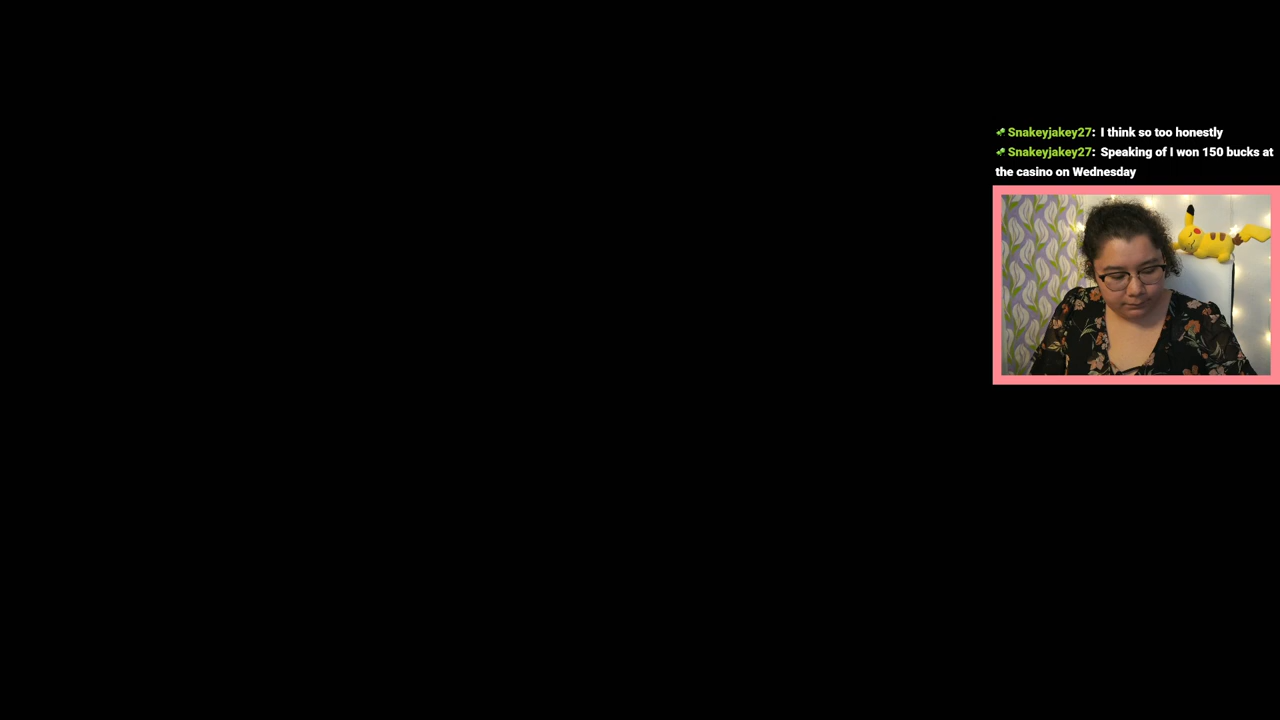 Snakeyjakey27: I think so too honestly
Snakeyjakey27: Speaking of I won 150 bucks at
the casino on Wednesday